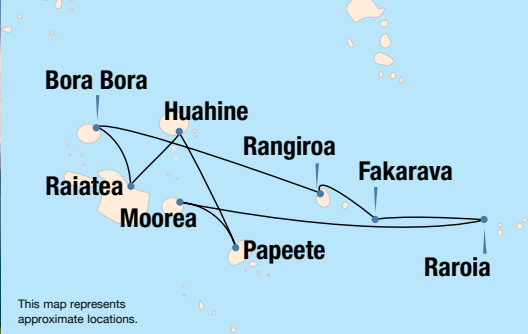 Bora Bora
Huahine
Rangiroa
Fakarava
Raiatea
Moorea
Papeete
Raroia
This map represents
approximate locations.